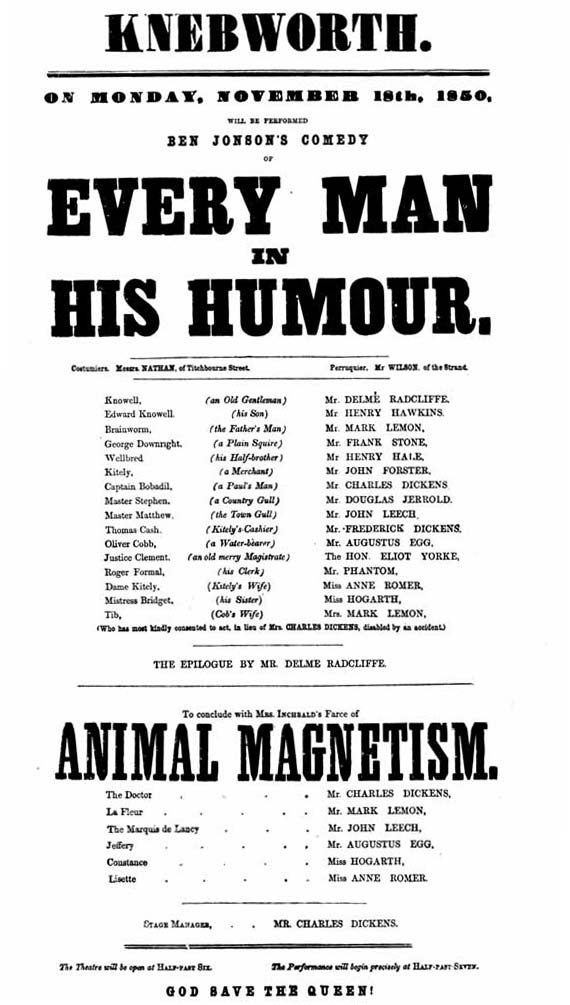 KNEBWORTH.
ON MONDAY, NOVEMBER 18th, 1850,
WILL BE PERFORMED
BEN JONSON'S COMEDY
OF
EVERY MAN
IN
HIS HUMOUR.
Costumiers. Messrs. NATHAN, of Titchbourne Street. Perruquier, Mr WILSON, of the Strand.
Knowell, (an Old Gentleman) Mr. DELMÉ RADCLIFFE,
Edward Knowell. (his Son) Mr HENRY HAWKINS.
Brainworm, (the Father's Man) Mr. MARK LEMON,
George Downright, (a Plain Squire) Mr. FRANK STONE,
Wellbred (his Half-brother) Mr HENRY HALE,
Kitely, (a Merchant) Mr JOHN FORSTER,
Captain Bobadil, (a Paul's Man) Mr. CHARLES DICKENS
Master Stephen, (a Country Gull) Mr. DOUGLAS JERROLD.
Master Matthew, (the Town Gull) Mr. JOHN LEECH,
Thomas Cash. (Kitely's-Cashier) Mr. FREDERICK DICKENS,
Oliver Cobb, (a Water-bearer) Mr. AUGUSTUS EGG,
Justice Clement, (an old merry Magistrate) The HON. ELIOT YORKE,
Roger Formal, (his Clerk) Mr. PHANTOM,
Dame Kitely, (Kitely's Wife) Miss ANNE ROMER,
Mistress Bridget, (his Sister) Miss HOGARTH,
Tib, (Cob's Wife) Mrs. MARK LEMON,
(Who has most kindly consented to act, in lieu of Mrs. CHARLES DICKENS, disabled by an accident.)
THE EPILOGUE BY MR. DELME RADCLIFFE.
To conclude with MRS. INCHBALD'S Farce of
ANIMAL MAGNETISM.
The Doctor . . . . Mr. CHARLES DICKENS,
La Fleur . . . . . Mr. MARK LEMON,
The Marquis de Lancy . . . Mr. JOHN LEECH,
Jeffery . . . . . Mr. AUGUSTUS EGG,
Constance . . . . Miss HOGARTH,
Lisette . . . . . Miss ANNE ROMER.
STAGE MANAGER, . . MR. CHARLES DICKENS.
The Theatre will be open at HALF-PAST SIX. The Performance will begin precisely at HALF-PAST SEVEN.
GOD SAVE THE QUEEN!